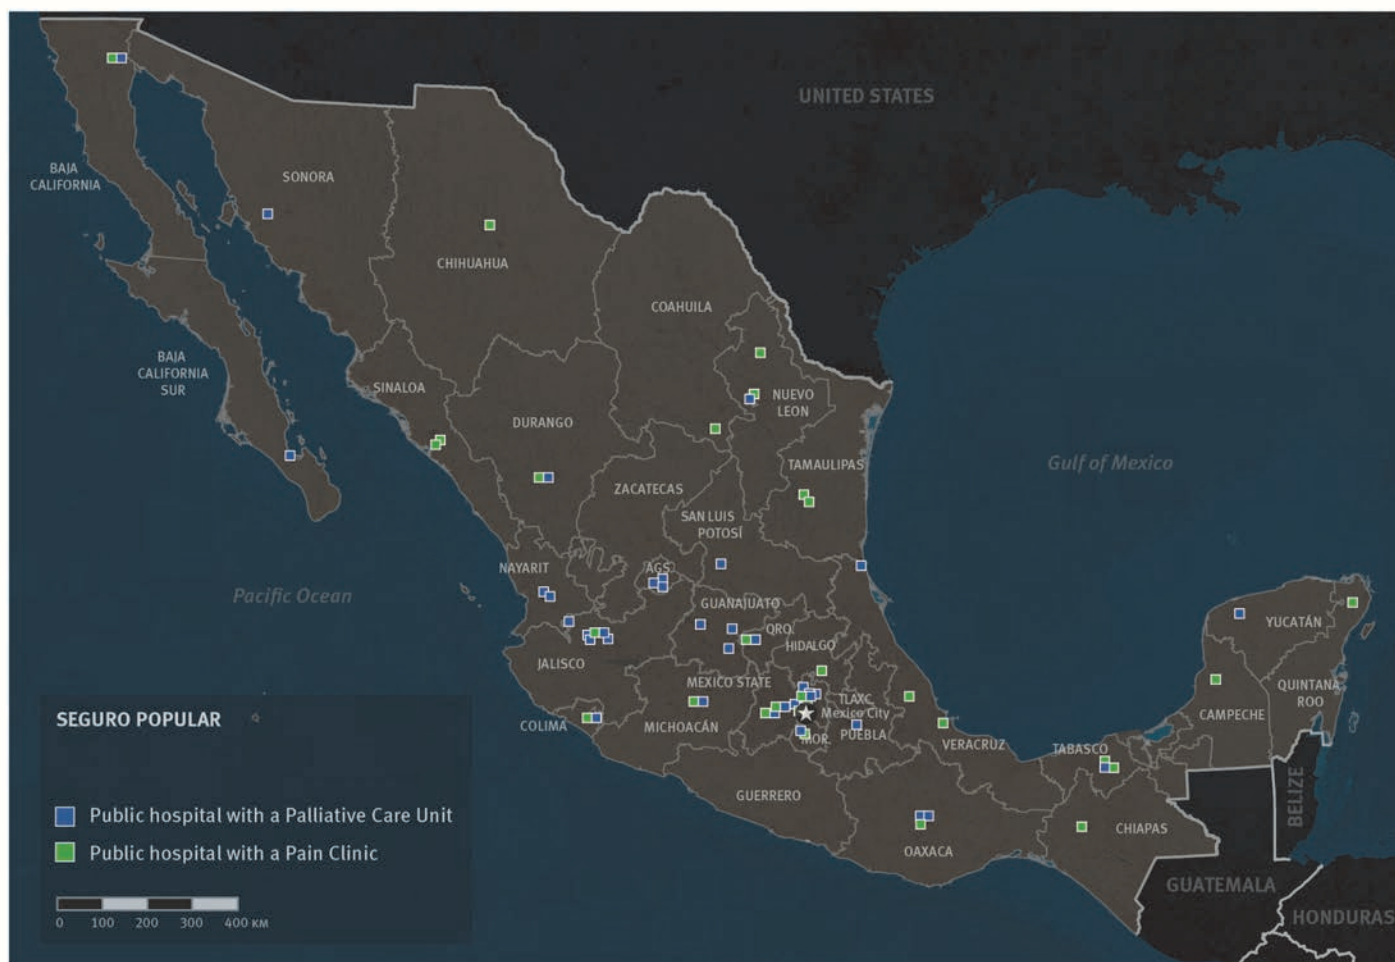 UNITED STATES
BAJA
CALIFORNIA
SONORA
CHIHUAHUA
COAHUILA
BAJA
CALIFORNIA
SUR
SINALOA
NUEVO
LEON
DURANGO
TAMAULIPAS
Gulf of Mexico
ZACATECAS
SAN LUIS
POTOSÍ
NAYARIT
AGS.
Pacific Ocean
GUANAJUATO
QRO.
HIDALGO
YUCATÁN
JALISCO
MEXICO STATE
TLAXC.
QUINTANA
ROO
Mexico City
CAMPECHE
COLIMA
MICHOACÁN
MOR.
PUEBLA
VERACRUZ
TABASCO
GUERRERO
BELIZE
OAXACA
CHIAPAS
GUATEMALA
HONDURAS
SEGURO POPULAR
Public hospital with a Palliative Care Unit
Public hospital with a Pain Clinic
0 100 200 300 400 KM